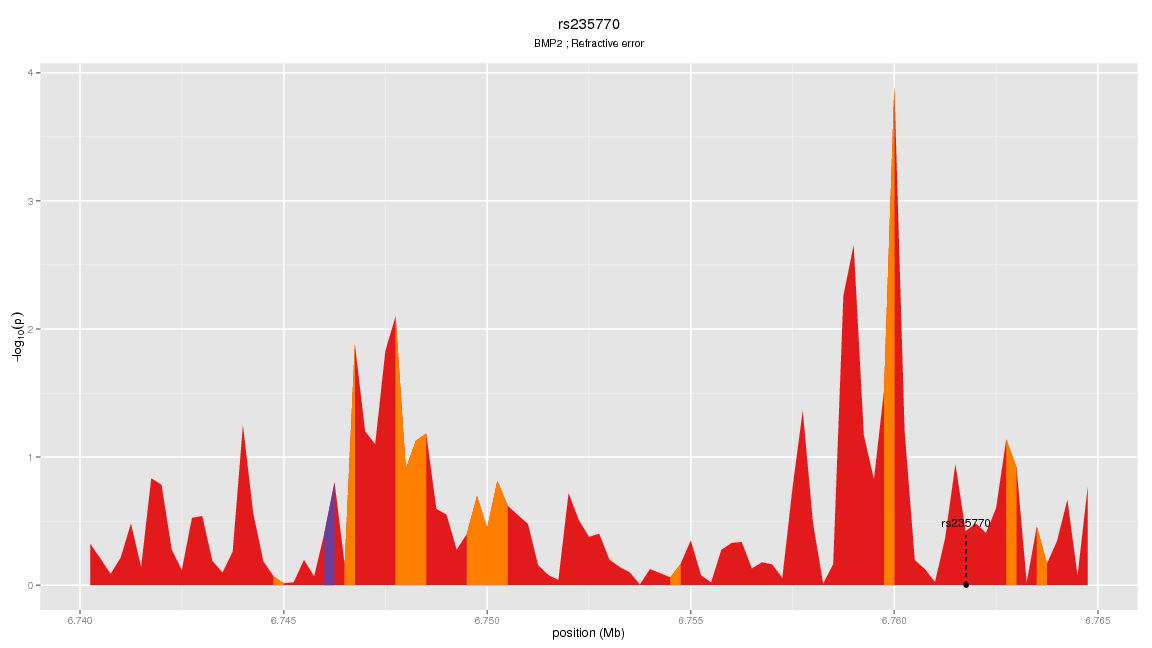 rs235770
BMP2 ; Refractive error
4
3
2
1
0
−log10(p)
rs235770
6.740 6.745 6.750 6.755 6.760 6.765
position (Mb)